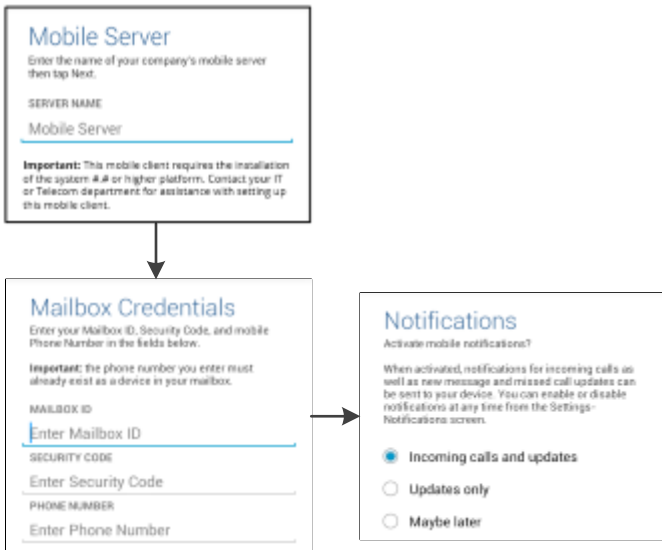 Mobile Server
Enter the name of your company's mobile server
then tap Next.
SERVER NAME
Mobile Server
Important: This mobile client requires the installation
of the system #.# or higher platform. Contact your IT
or Telecom department for assistance with setting up
this mobile client.
Mailbox Credentials
Enter your Mailbox ID, Security Code, and mobile
Phone Number in the fields below.
Important: the phone number you enter must
already exist as a device in your mailbox.
MAILBOX ID
Enter Mailbox ID
SECURITY CODE
Enter Security Code
PHONE NUMBER
Enter Phone Number
Notifications
Activate mobile notifications?
When activated, notifications for incoming calls as
well as new message and missed call updates can
be sent to your device. You can enable or disable
notifications at any time from the Settings-
Notifications screen.
Incoming calls and updates
Updates only
Maybe later